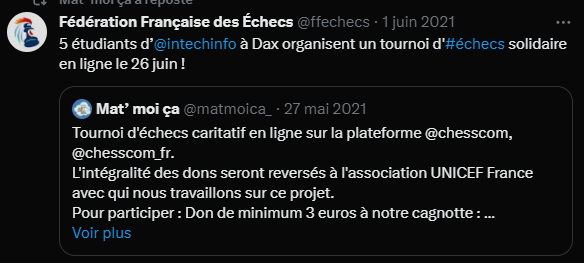 Mat' moi ça a reposté
Fédération Française des Échecs @ffechecs · 1 juin 2021
5 étudiants d’@intechinfo à Dax organisent un tournoi d'#échecs solidaire
en ligne le 26 juin !
Mat’ moi ça @matmoica_ · 27 mai 2021
Tournoi d'échecs caritatif en ligne sur la plateforme @chesscom,
@chesscom_fr.
L'intégralité des dons seront reversés à l'association UNICEF France
avec qui nous travaillons sur ce projet.
Pour participer : Don de minimum 3 euros à notre cagnotte : ...
Voir plus